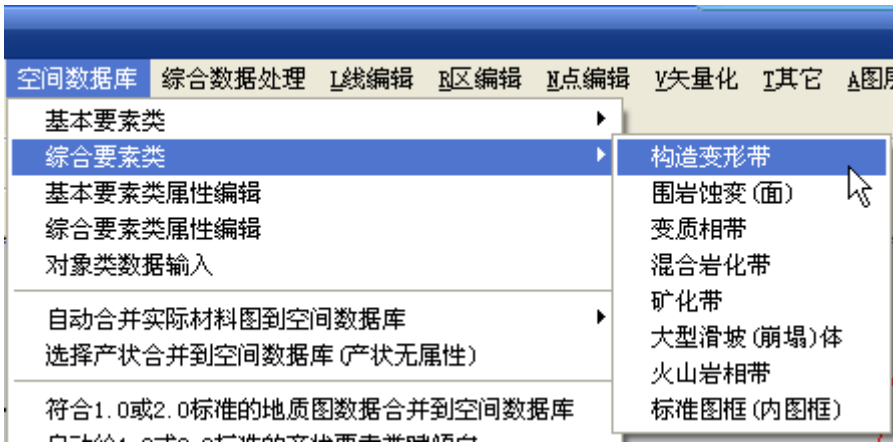 空间数据库 综合数据处理 L线编辑 R区编辑 N点编辑 V矢量化 T其它 A图层
基本要素类
综合要素类
基本要素类属性编辑
综合要素类属性编辑
对象类数据输入
自动合并实际材料图到空间数据库
选择产状合并到空间数据库(产状无属性)
符合1.0或2.0标准的地质图数据合并到空间数据库
构造变形带
围岩蚀变(面)
变质相带
混合岩化带
矿化带
大型滑坡(崩塌)体
火山岩相带
标准图框(内图框)